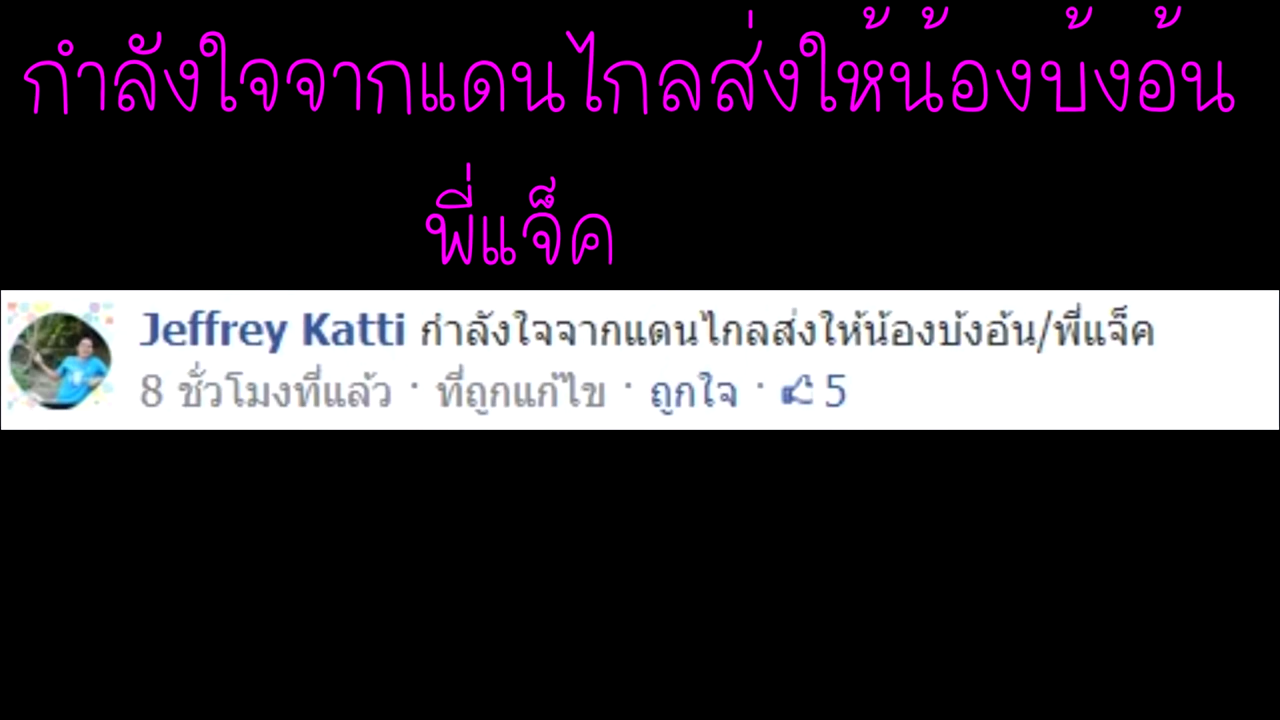 กำลังใจจากแดนไกลส่งให้น้องบ้งอ้น
พี่แจ็ค
Jeffrey Katti กำลังใจจากแดนไกลส่งให้น้องบ้งอ้น/พี่แจ็ค
8 ชั่วโมงที่แล้ว · ที่ถูกแก้ไข · ถูกใจ · 5